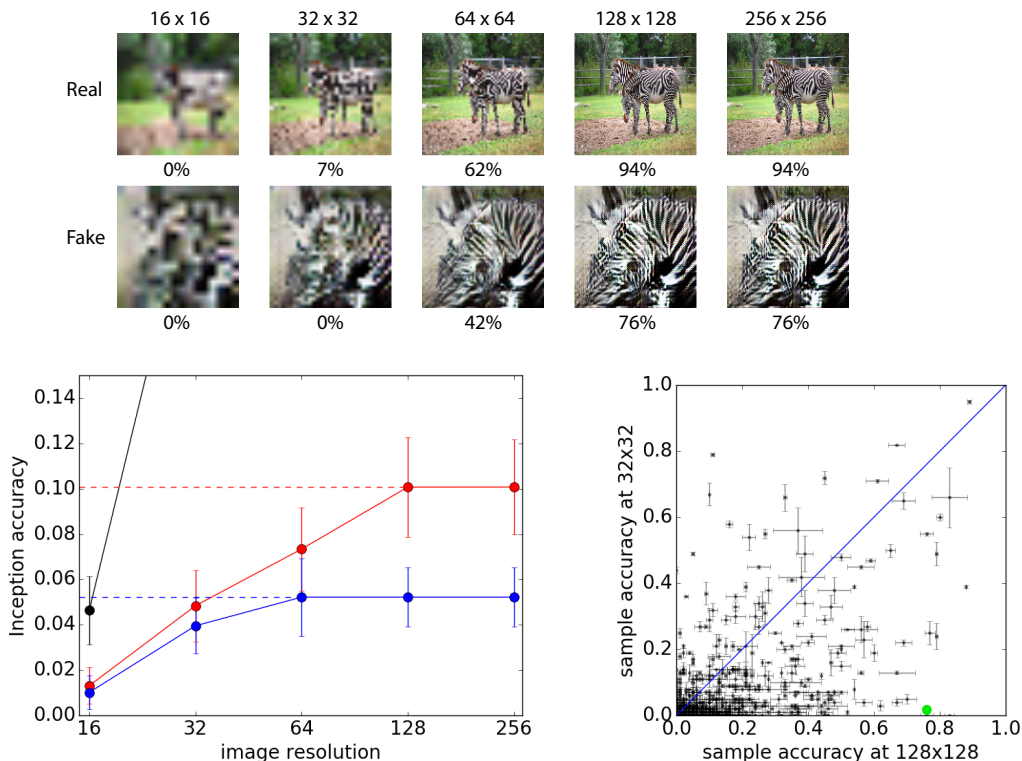 16 x 16 32 x 32 64 x 64 128 x 128 256 x 256
Real
0% 7% 62% 94% 94%
Fake
0% 0% 42% 76% 76%
0.14
0.12
0.10
0.08
0.06
0.04
0.02
0.00
Inception accuracy
16 32 64 128 256
image resolution
1.0
0.8
0.6
0.4
0.2
0.0
sample accuracy at 32x32
0.0 0.2 0.4 0.6 0.8 1.0
sample accuracy at 128x128